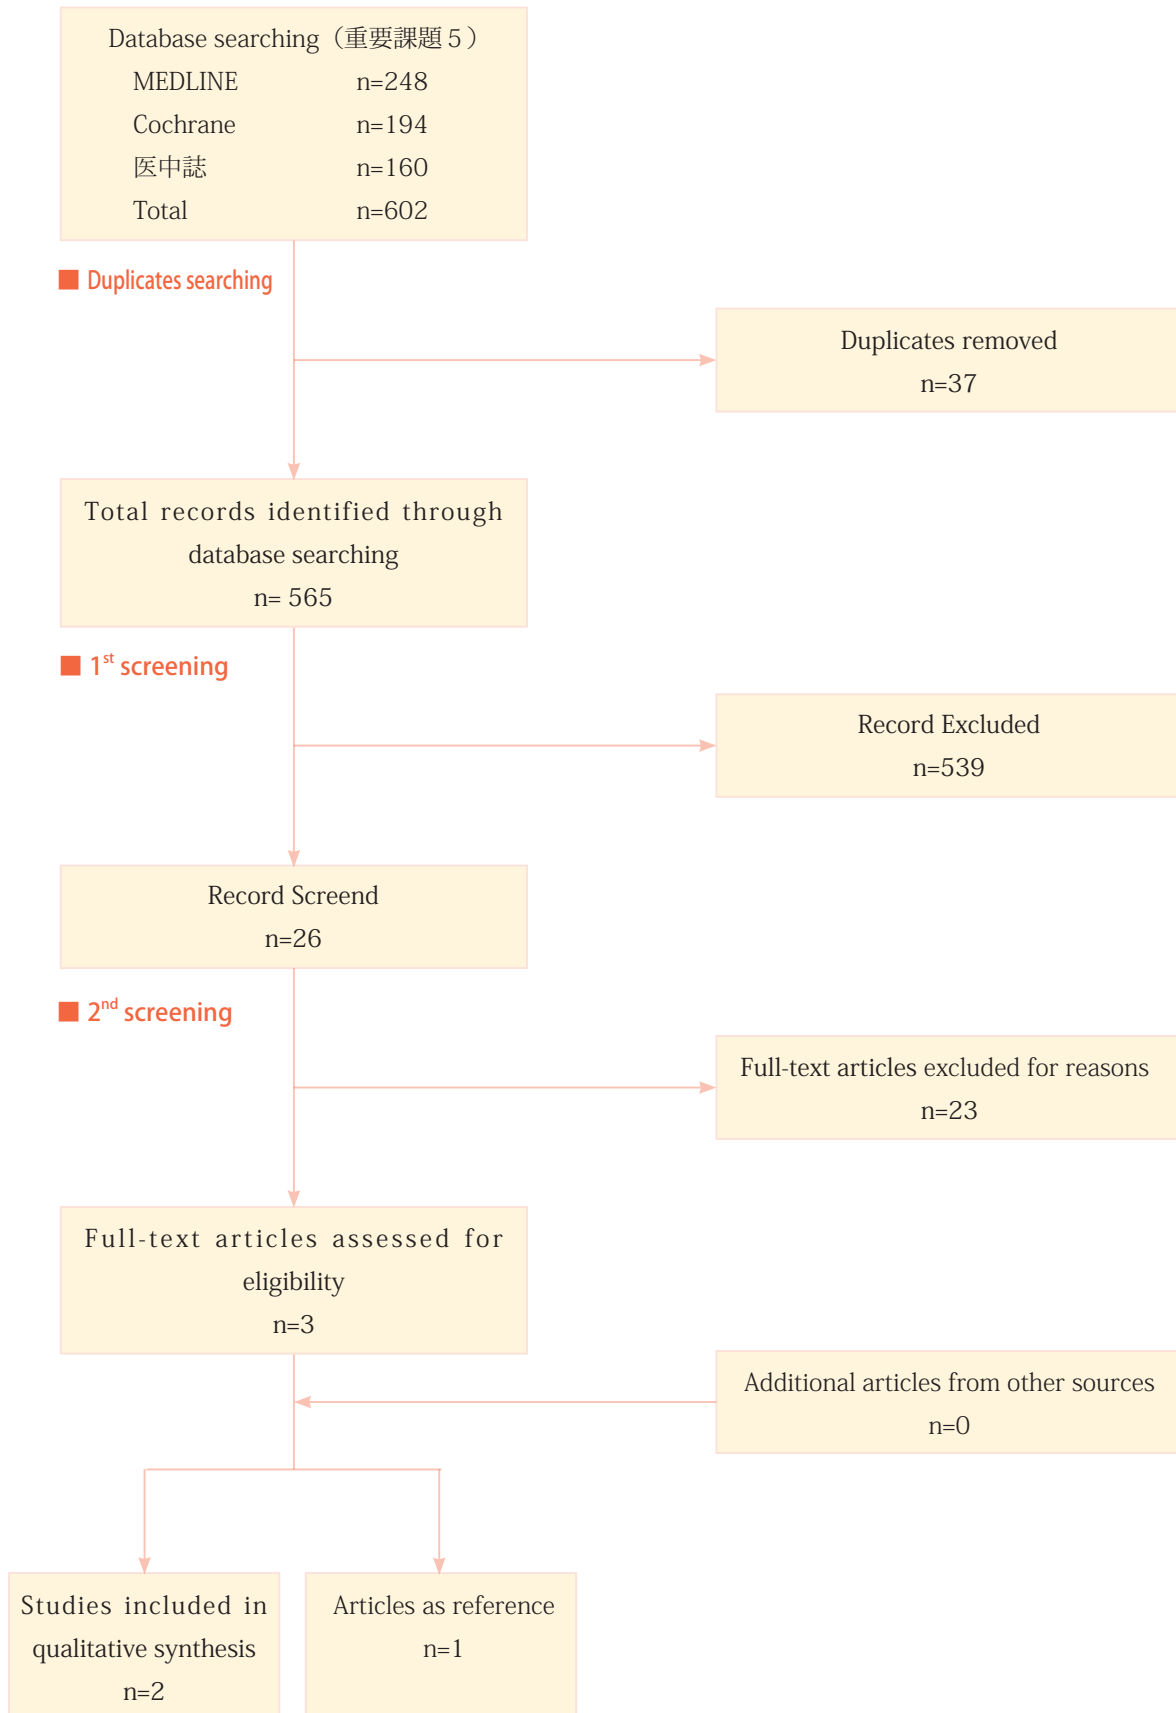 Database searching（重要課題５）
MEDLINE n=248
Cochrane n=194
医中誌 n=160
Total n=602
■ Duplicates searching
Duplicates removed
n=37
Total records identified through
database searching
n= 565
■ 1st screening
Record Excluded
n=539
Record Screend
n=26
■ 2nd screening
Full-text articles excluded for reasons
n=23
Full-text articles assessed for
eligibility
n=3
Additional articles from other sources
n=0
Studies included in
qualitative synthesis
n=2
Articles as reference
n=1